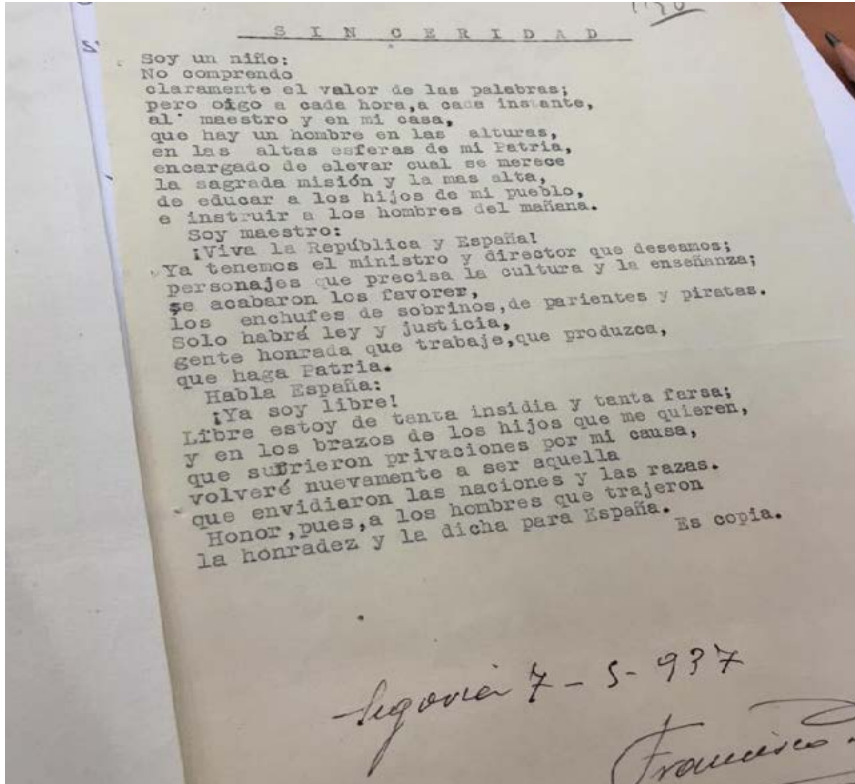 S I N C E R I D A D
Soy un niño:
No comprendo
claramente el valor de las palabras;
pero oigo a cada hora,a cada instante,
al maestro y en mi casa,
que hay un hombre en las alturas,
en las altas esferas de mi Patria,
encargado de elevar cual se merece
la sagrada misión y la mas alta,
de educar a los hijos de mi pueblo,
e instruir a los hombres del mañana.
Soy maestro:
¡Viva la República y España!
Ya tenemos el ministro y director que deseamos;
personajes que precisa la cultura y la enseñanza;
se acabaron los favorer,
los enchufes de sobrinos,de parientes y piratas.
Solo habrá ley y justicia,
gente honrada que trabaje,que produzca,
que haga Patria.
Habla España:
¡Ya soy libre!
Libre estoy de tanta insidia y tanta farsa;
y en los brazos de los hijos que me quieren,
que sufrieron privaciones por mi causa,
volveré nuevamente a ser aquella
que envidiaron las naciones y las razas.
Honor,pues,a los hombres que trajeron
la honradez y la dicha para España.
Es copia.
Segovia 7-5-937
Francisco